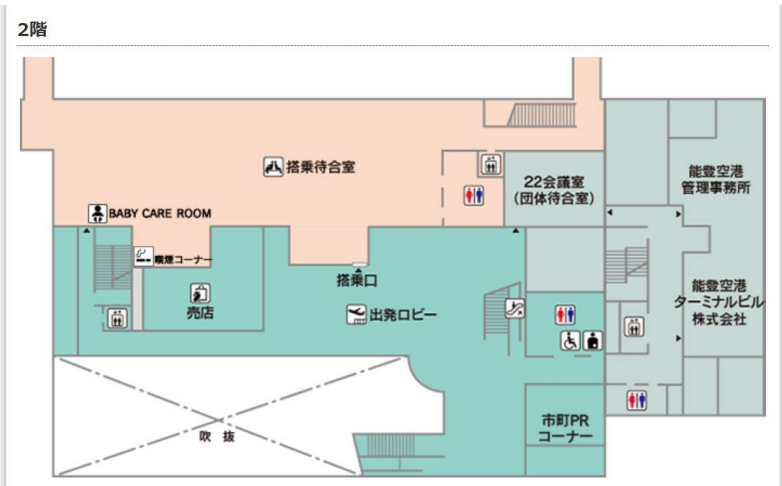 2階
搭乗待合室
能登空港
管理事務所
22会議室
(団体待合室)
BABY CARE ROOM
喫煙コーナー
搭乗口
能登空港
ターミナルビル
株式会社
売店
出発ロビー
市町PR
コーナー
吹 抜